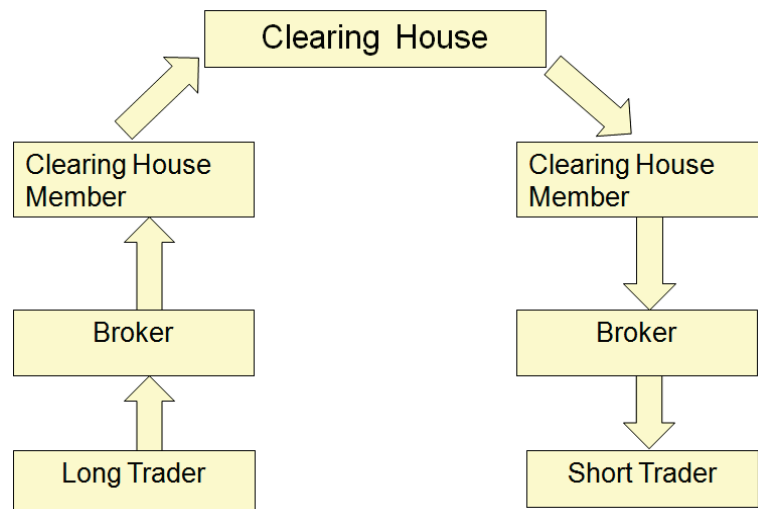 Clearing House
Clearing House
Member
Clearing House
Member
Broker
Broker
Long Trader
Short Trader